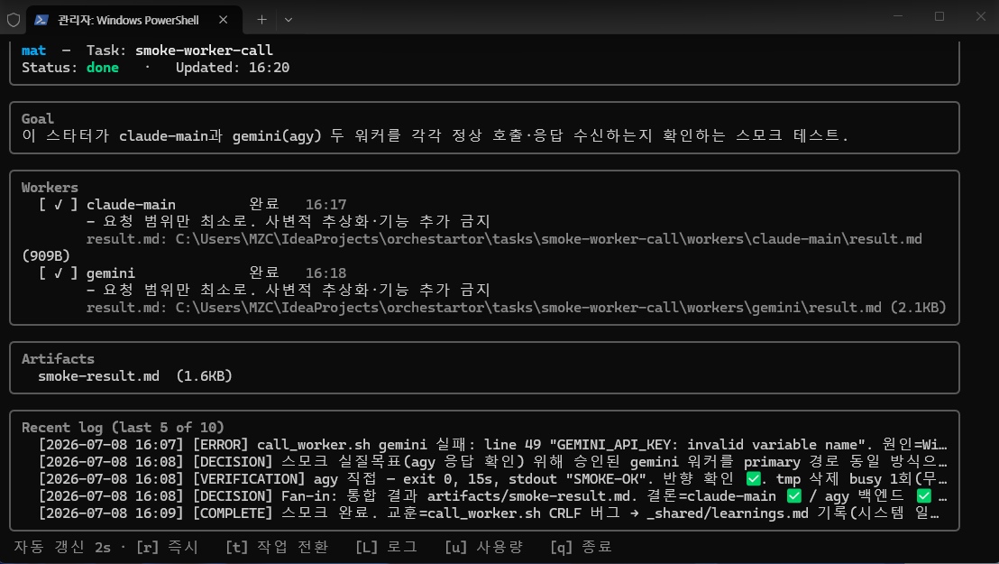 관리자: Windows PowerShell
mat — Task: smoke-worker-call
Status: done · Updated: 16:20
Goal
이 스타터가 claude-main과 gemini(agy) 두 워커를 각각 정상 호출·응답 수신하는지 확인하는 스모크 테스트.
Workers
[ √ ] claude-main 완료 16:17
— 요청 범위만 최소로. 사변적 추상화·기능 추가 금지
result.md: C:\Users\MZC\IdeaProjects\orchestartor\tasks\smoke-worker-call\workers\claude-main\result.md
(909B)
[ √ ] gemini 완료 16:18
— 요청 범위만 최소로. 사변적 추상화·기능 추가 금지
result.md: C:\Users\MZC\IdeaProjects\orchestartor\tasks\smoke-worker-call\workers\gemini\result.md (2.1KB)
Artifacts
smoke-result.md (1.6KB)
Recent log (last 5 of 10)
[2026-07-08 16:07] [ERROR] call_worker.sh gemini 실패: line 49 "GEMINI_API_KEY: invalid variable name". 원인=Wi…
[2026-07-08 16:08] [DECISION] 스모크 실질목표(agy 응답 확인) 위해 승인된 gemini 워커를 primary 경로 동일 방식으…
[2026-07-08 16:08] [VERIFICATION] agy 직접 — exit 0, 15s, stdout "SMOKE-OK". 반향 확인 ✅. tmp 삭제 busy 1회(무…
[2026-07-08 16:09] [DECISION] Fan-in: 통합 결과 artifacts/smoke-result.md. 결론=claude-main ✅ / agy 백엔드 ✅ …
[2026-07-08 16:09] [COMPLETE] 스모크 완료. 교훈=call_worker.sh CRLF 버그 → _shared/learnings.md 기록(시스템 일…
자동 갱신 2s · [r] 즉시 [t] 작업 전환 [L] 로그 [u] 사용량 [q] 종료